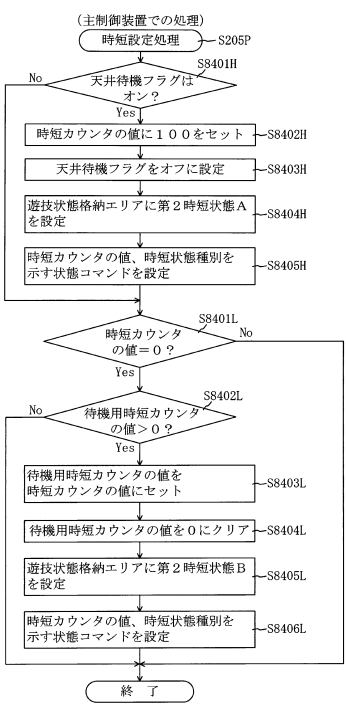 (主制御装置での処理)
時短設定処理
S205P
S8401H
天井待機フラグは
オン?
No
Yes
時短カウンタの値に100をセット
S8402H
天井待機フラグをオフに設定
S8403H
遊技状態格納エリアに第2時短状態A
を設定
S8404H
時短カウンタの値、時短状態種別を
示す状態コマンドを設定
S8405H
S8401L
時短カウンタ
の値=0?
No
Yes
S8402L
待機用時短カウンタ
の値>0?
No
Yes
待機用時短カウンタの値を
時短カウンタの値にセット
S8403L
待機用時短カウンタの値を0にクリア
S8404L
遊技状態格納エリアに第2時短状態B
を設定
S8405L
時短カウンタの値、時短状態種別を
示す状態コマンドを設定
S8406L
終 了